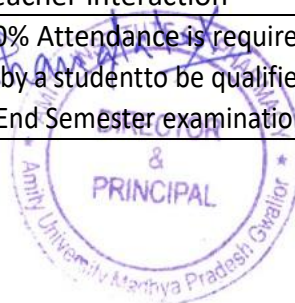 eacher Interaction
0% Attendance is require
by a studentto be qualifie
End Semester examination
DIRECTOR
&
PRINCIPAL
Amity University Madhya Pradesh Gwalior